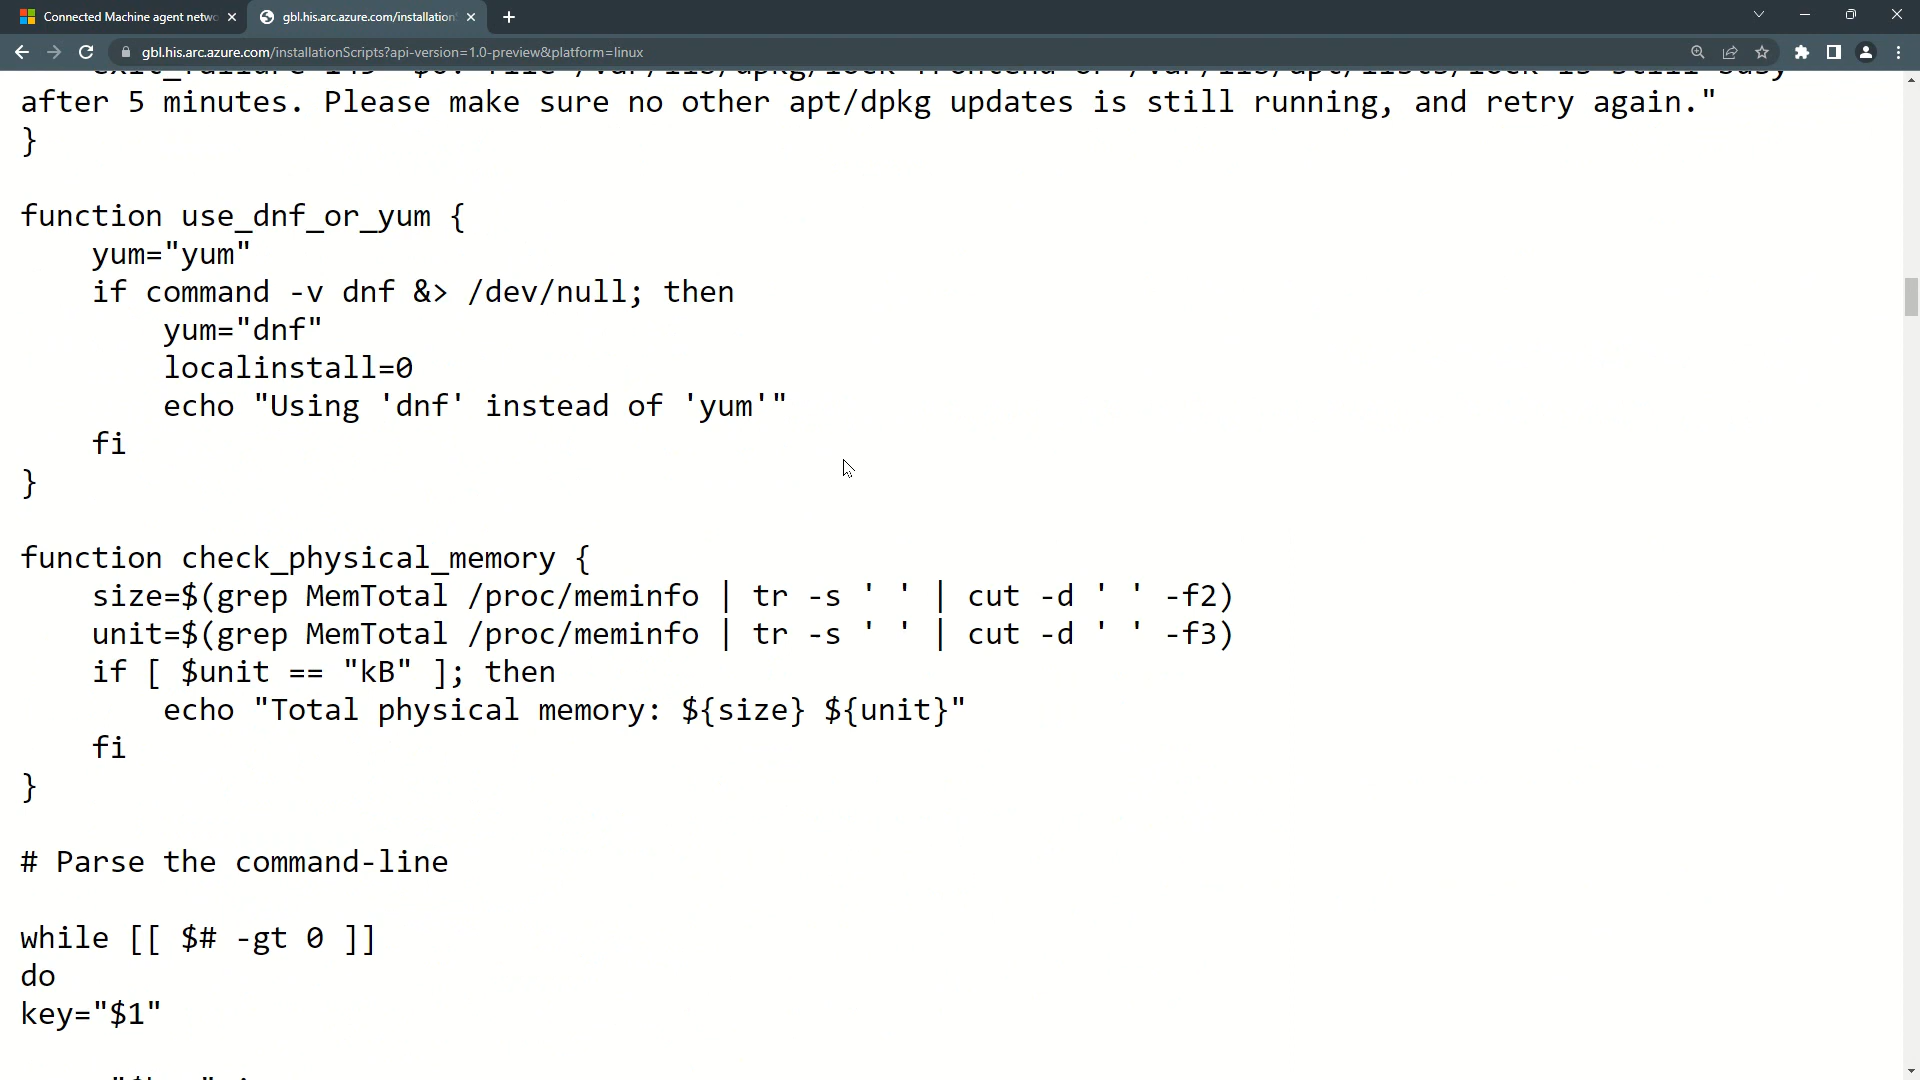 Connected Machine agent netwo
gbl.his.arc.azure.com/installation
gbl.his.arc.azure.com/installationScripts?api-version=1.0-preview&platform=linux
after 5 minutes. Please make sure no other apt/dpkg updates is still running, and retry again."
}
function use_dnf_or_yum {
yum="yum"
if command -v dnf &> /dev/null; then
yum="dnf"
localinstall=0
echo "Using 'dnf' instead of 'yum'"
fi
}
function check_physical_memory {
size=$(grep MemTotal /proc/meminfo | tr -s ' ' | cut -d ' ' -f2)
unit=$(grep MemTotal /proc/meminfo | tr -s ' ' | cut -d ' ' -f3)
if [ $unit == "kB" ]; then
echo "Total physical memory: ${size} ${unit}"
fi
}
# Parse the command-line
while [[ $# -gt 0 ]]
do
key="$1"